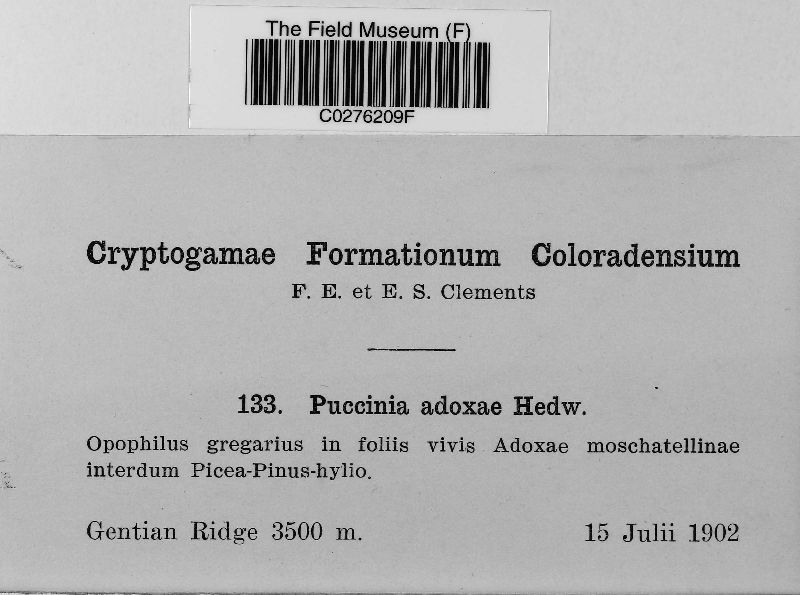 The Field Museum (F)
C0276209F
Cryptogamae Formationum Coloradensium
F. E. et E. S. Clements
133. Puccinia adoxae Hedw.
Opophilus gregarius in foliis vivis Adoxae moschatellinae
interdum Picea-Pinus-hylio.
Gentian Ridge 3500 m. 15 Julii 1902